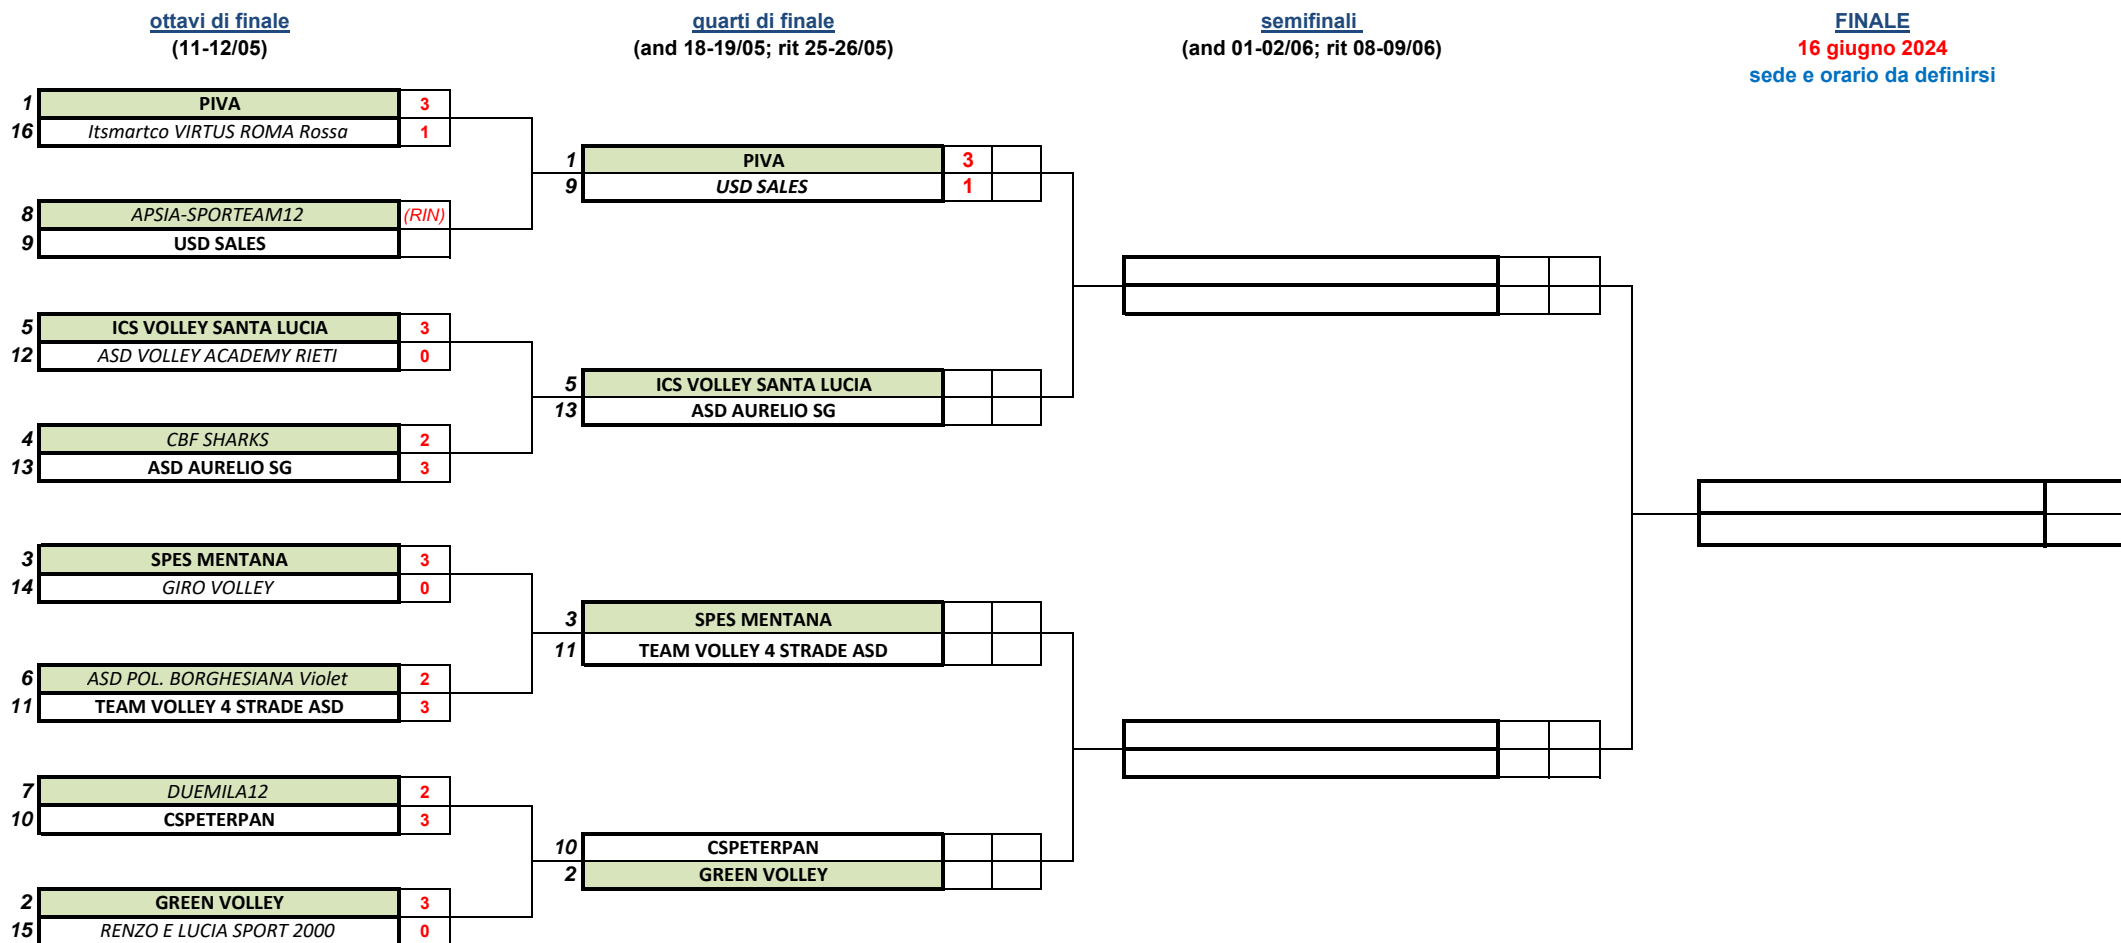 ottavi di finale
(11-12/05)
quarti di finale
(and 18-19/05; rit 25-26/05)
semifinali
(and 01-02/06; rit 08-09/06)
FINALE
16 giugno 2024
sede e orario da definirsi
1 PIVA 3
16 Itsmartco VIRTUS ROMA Rossa 1
8 APSIA-SPORTEAM12 (RIN)
9 USD SALES
5 ICS VOLLEY SANTA LUCIA 3
12 ASD VOLLEY ACADEMY RIETI 0
4 CBF SHARKS 2
13 ASD AURELIO SG 3
3 SPES MENTANA 3
14 GIRO VOLLEY 0
6 ASD POL. BORGHESIANA Violet 2
11 TEAM VOLLEY 4 STRADE ASD 3
7 DUEMILA12 2
10 CSPETERPAN 3
2 GREEN VOLLEY 3
15 RENZO E LUCIA SPORT 2000 0
1 PIVA 3
9 USD SALES 1
5 ICS VOLLEY SANTA LUCIA
13 ASD AURELIO SG
3 SPES MENTANA
11 TEAM VOLLEY 4 STRADE ASD
10 CSPETERPAN
2 GREEN VOLLEY